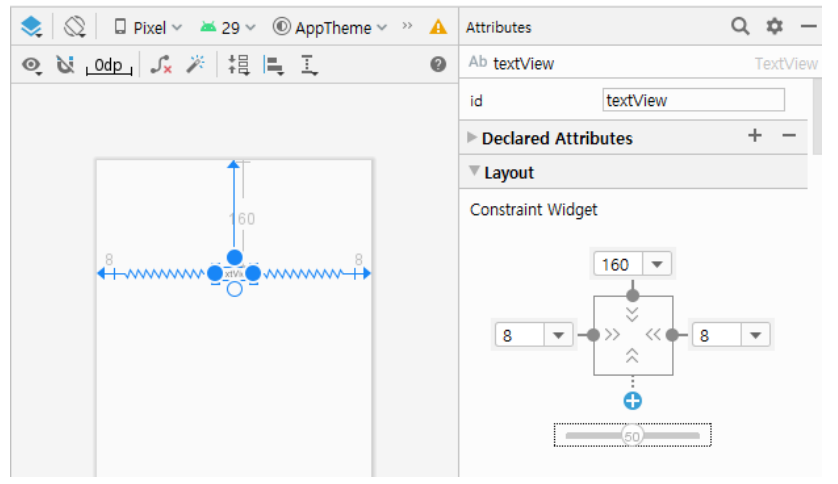 Pixel 29 AppTheme
0dp
160
8 8
xtVie
Attributes
Ab textView TextView
id textView
Declared Attributes
Layout
Constraint Widget
160
8 8
50